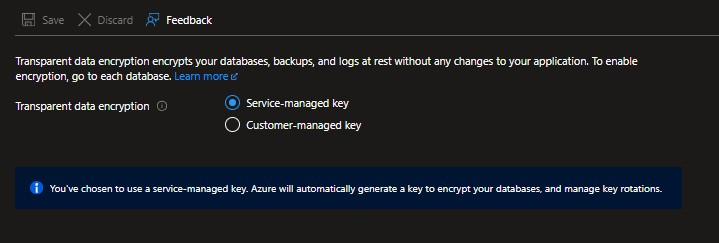 Save Discard Feedback
Transparent data encryption encrypts your databases, backups, and logs at rest without any changes to your application. To enable
encryption, go to each database. Learn more
Transparent data encryption Service-managed key
Customer-managed key
You've chosen to use a service-managed key. Azure will automatically generate a key to encrypt your databases, and manage key rotations.